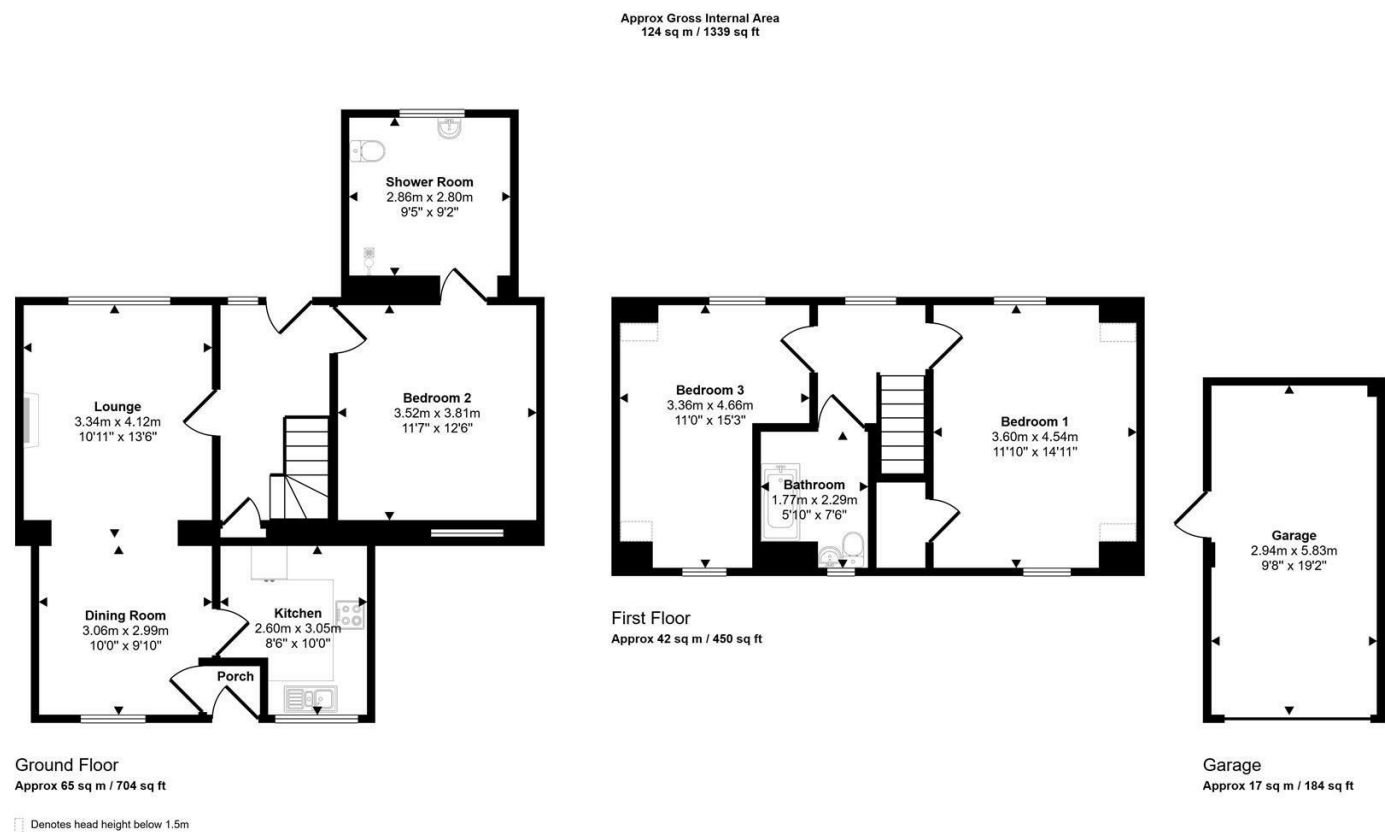 Approx Gross Internal Area
124 sq m / 1339 sq ft
Shower Room
2.86m x 2.80m
9'5" x 9'2"
Lounge
3.34m x 4.12m
10'11" x 13'6"
Bedroom 2
3.52m x 3.81m
11'7" x 12'6"
Dining Room
3.06m x 2.99m
10'0" x 9'10"
Kitchen
2.60m x 3.05m
8'6" x 10'0"
Porch
Ground Floor
Approx 65 sq m / 704 sq ft
Denotes head height below 1.5m
Bedroom 3
3.36m x 4.66m
11'0" x 15'3"
Bedroom 1
3.60m x 4.54m
11'10" x 14'11"
Bathroom
1.77m x 2.29m
5'10" x 7'6"
First Floor
Approx 42 sq m / 450 sq ft
Garage
2.94m x 5.83m
9'8" x 19'2"
Garage
Approx 17 sq m / 184 sq ft